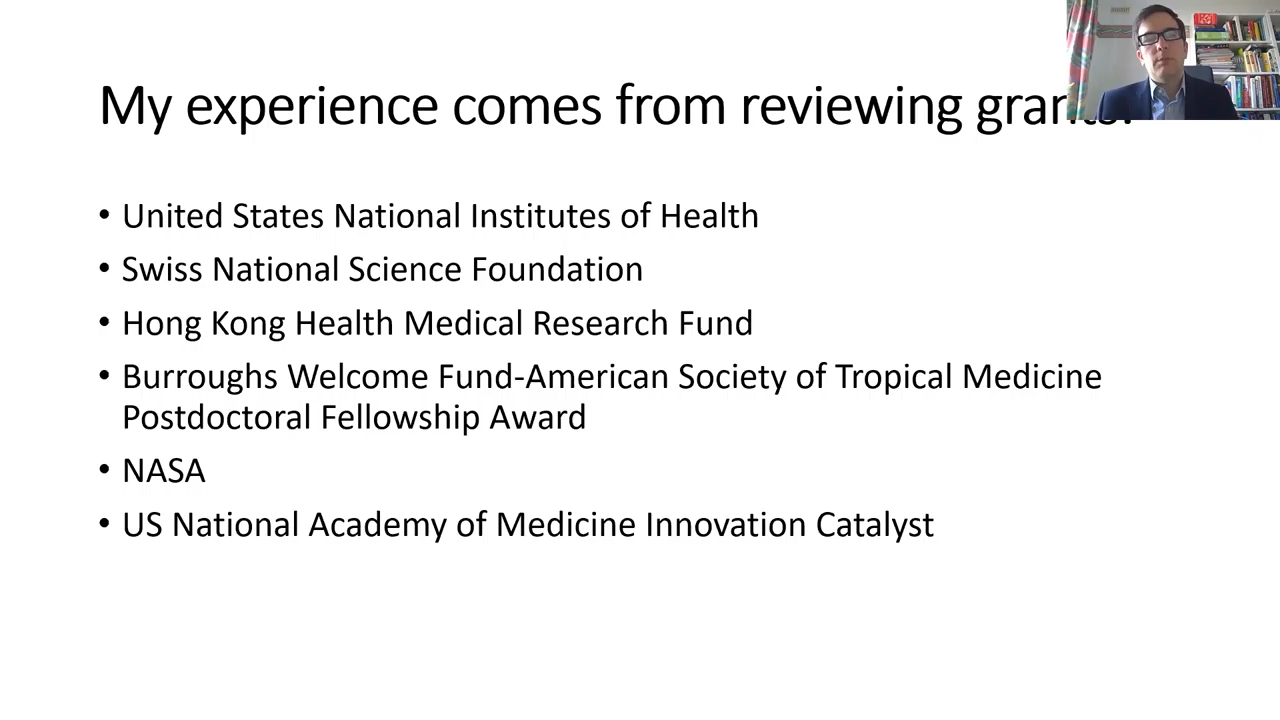 My experience comes from reviewing grants.
• United States National Institutes of Health
• Swiss National Science Foundation
• Hong Kong Health Medical Research Fund
• Burroughs Welcome Fund-American Society of Tropical Medicine
Postdoctoral Fellowship Award
• NASA
• US National Academy of Medicine Innovation Catalyst